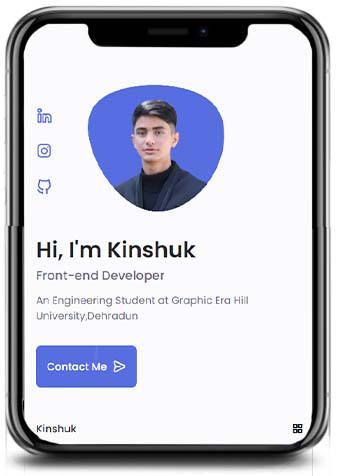 Hi, I'm Kinshuk
Front-end Developer
An Engineering Student at Graphic Era Hill
University,Dehradun
Contact Me
Kinshuk